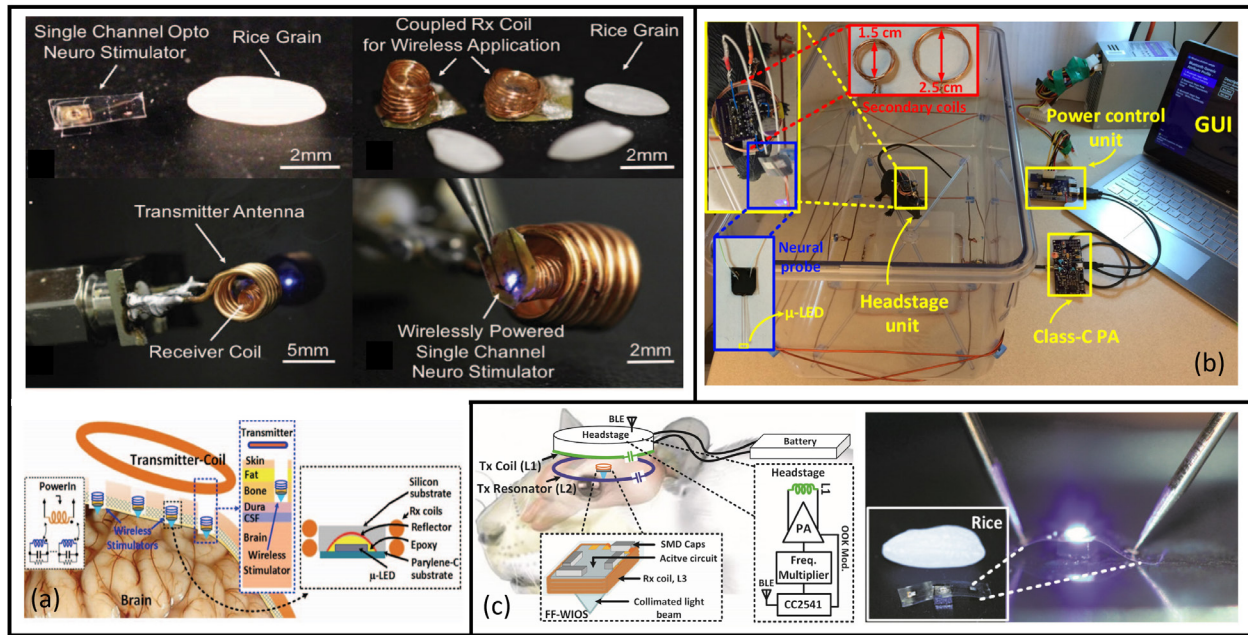 Single Channel Opto
Neuro Stimulator
Rice Grain
2mm
Coupled Rx Coil
for Wireless Application
Rice Grain
2mm
Transmitter Antenna
Receiver Coil
5mm
Wirelessly Powered
Single Channel
Neuro Stimulator
2mm
1.5 cm
2.5cm
Secondary coils
Power control
unit
GUI
Neural
probe
μ-LED
Headstage
unit
Class-C PA
(b)
Transmitter-Coil
PowerIn
Wireless
Stimulators
Brain
(a)
Transmitter
Skin
Fat
Bone
Dura
CSF
Brain
Wireless
Stimulator
Silicon
substrate
Rx coils
Reflector
Epoxy
Parylene-C
substrate
μ-LED
BLE
Headstage
Battery
Tx Coil (L1)
Tx Resonator (L2)
SMD Caps
Acitve circuit
Rx coil, L3
Collimated light
beam
FF-WIOS
(c)
Headstage
L1
PA
OOK Mod.
Freq.
Multiplier
BLE
CC2541
Rice